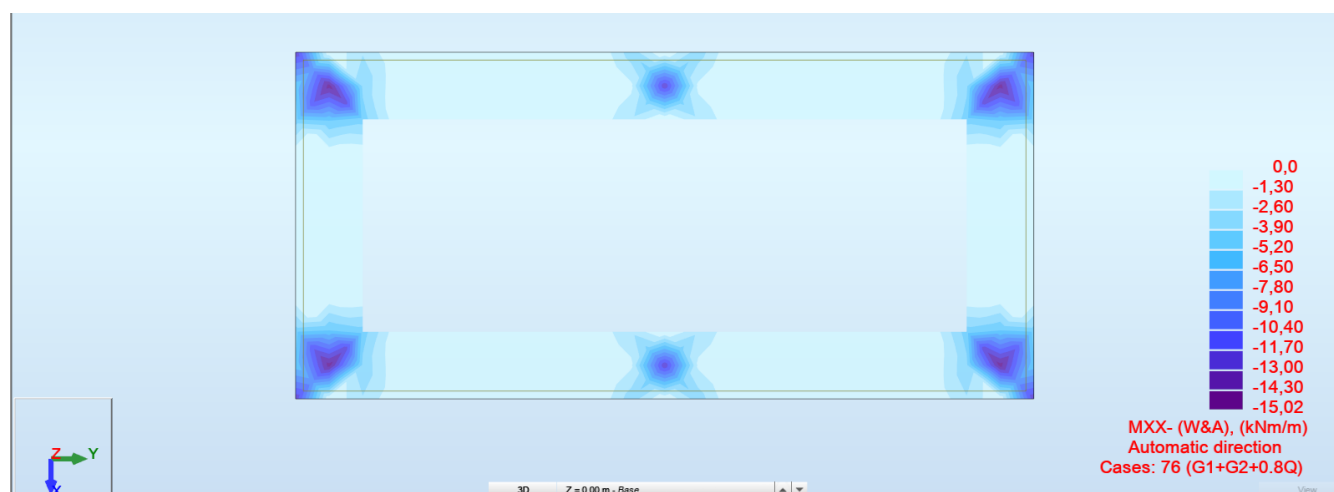 0,0
-1,30
-2,60
-3,90
-5,20
-6,50
-7,80
-9,10
-10,40
-11,70
-13,00
-14,30
-15,02
MXX- (W&A), (kNm/m)
Automatic direction
Cases: 76 (G1+G2+0.8Q)
Z
Y
X
3D Z = 0.00 m - Base
View